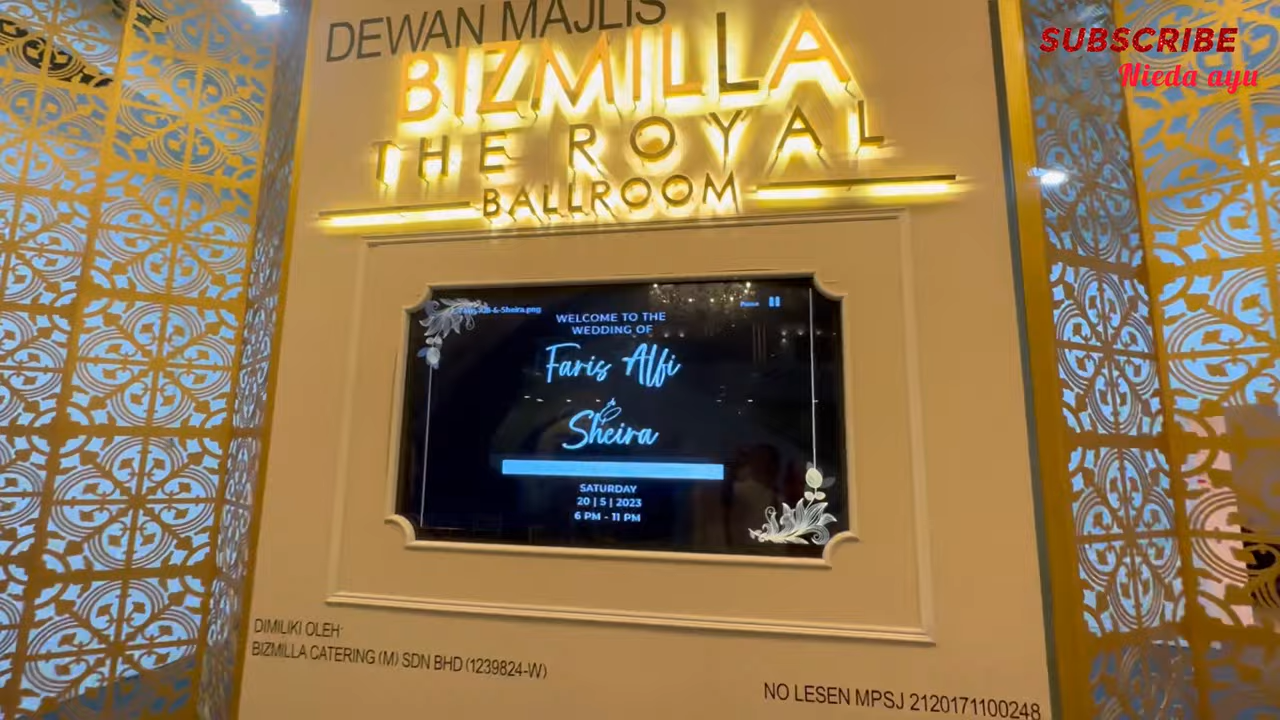 DEWAN MAJLIS
BIZMILLA
THE ROYAL
BALLROOM
SUBSCRIBE
Nieda ayu
Pause
WELCOME TO THE
WEDDING OF
Faris Alfi
&
Sheira
SATURDAY
20 | 5 | 2023
6 PM - 11 PM
DIMILIKI OLEH:
BIZMILLA CATERING (M) SDN BHD (1239824-W)
NO LESEN MPSJ 2120171100248